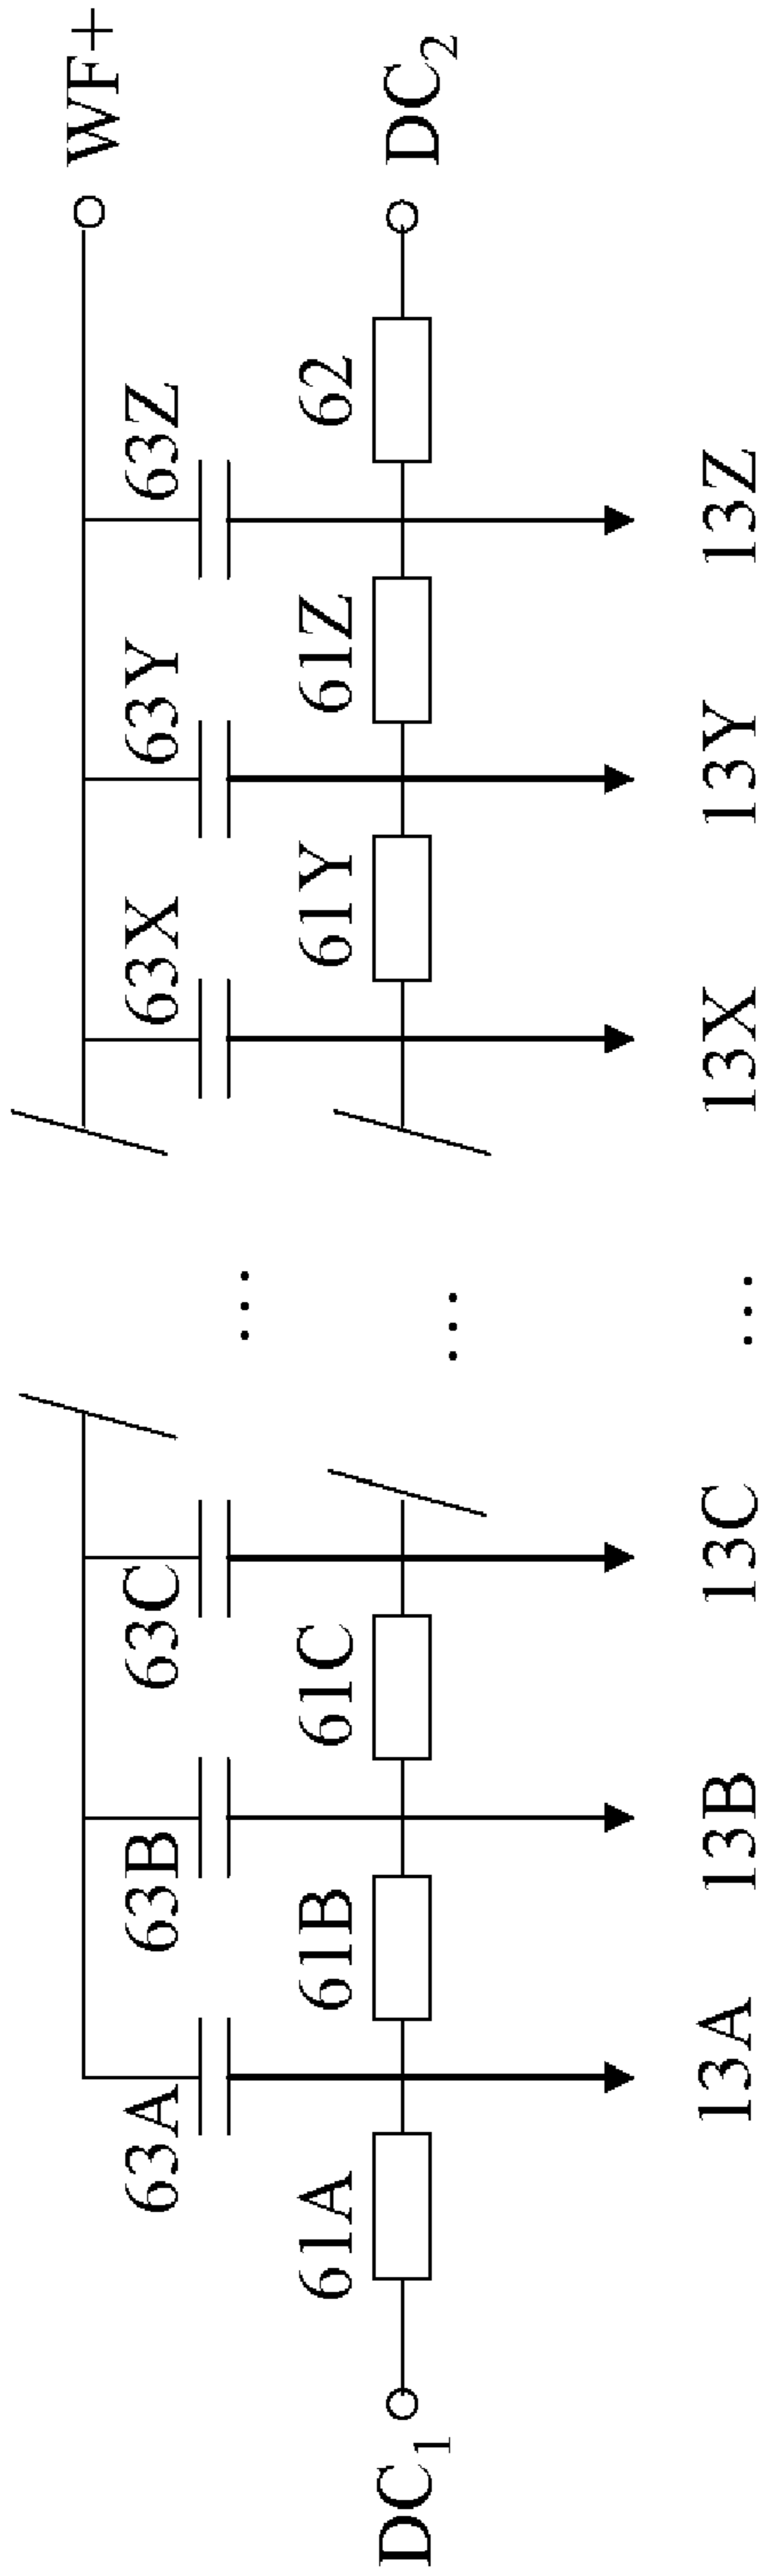 WF+
63A 63B 63C … 63X 63Y 63Z
61A 61B 61C … 61Y 61Z 62
DC₁ DC₂
13A 13B 13C … 13X 13Y 13Z